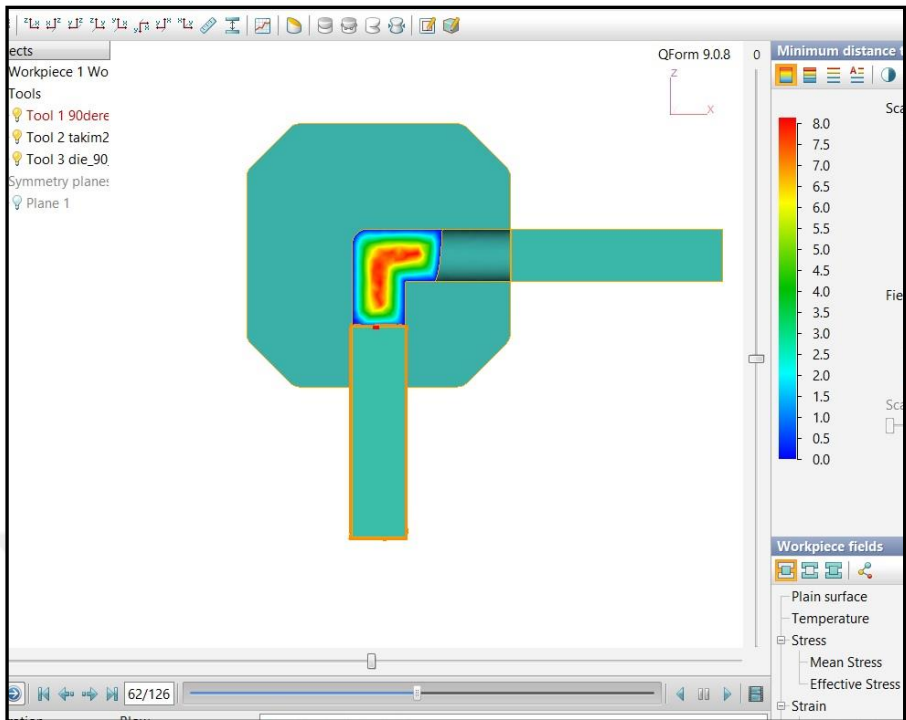 QForm 9.0.8
0
Minimum distance t
ects
Workpiece 1 Wo
Tools
Tool 1 90dere
Tool 2 takim2
Tool 3 die_90_
Symmetry planes
Plane 1
z
x
Sca
8.0
7.5
7.0
6.5
6.0
5.5
5.0
4.5
4.0
3.5
3.0
2.5
2.0
1.5
1.0
0.5
0.0
Fie
Sca
Workpiece fields
Plain surface
Temperature
Stress
Mean Stress
Effective Stress
Strain
62/126